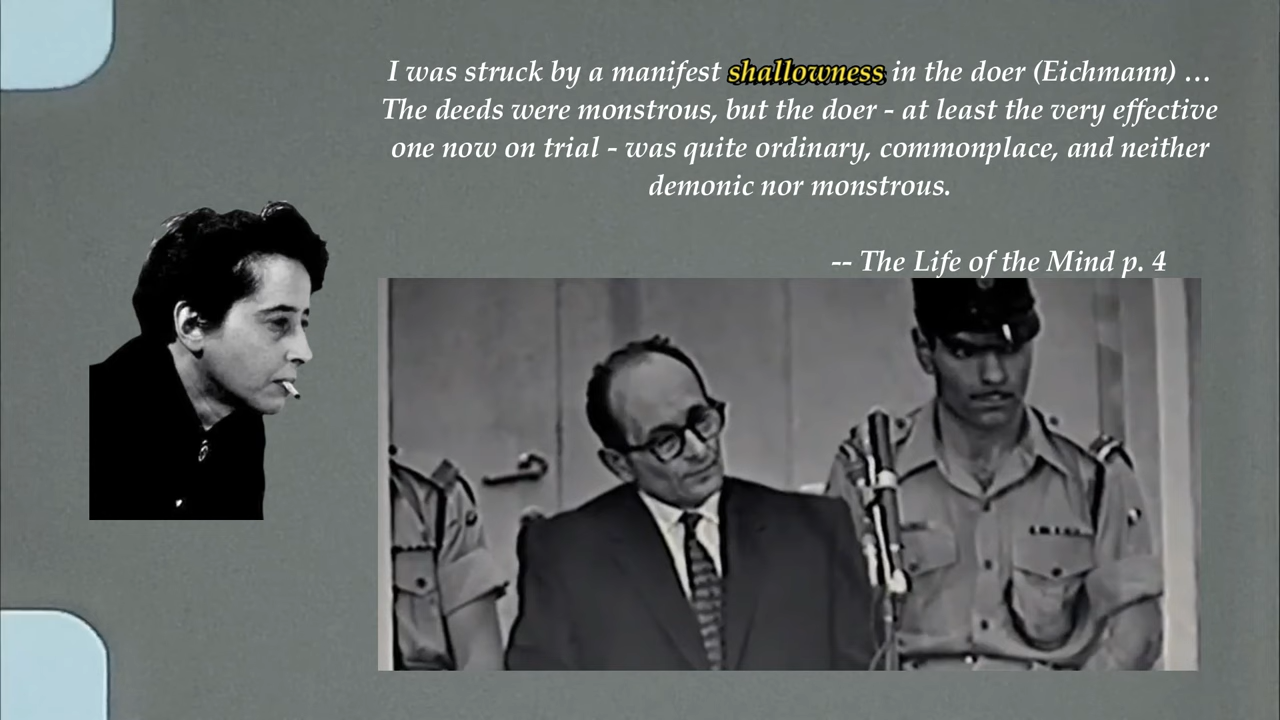 I was struck by a manifest shallowness in the doer (Eichmann) ...
The deeds were monstrous, but the doer - at least the very effective
one now on trial - was quite ordinary, commonplace, and neither
demonic nor monstrous.
-- The Life of the Mind p. 4